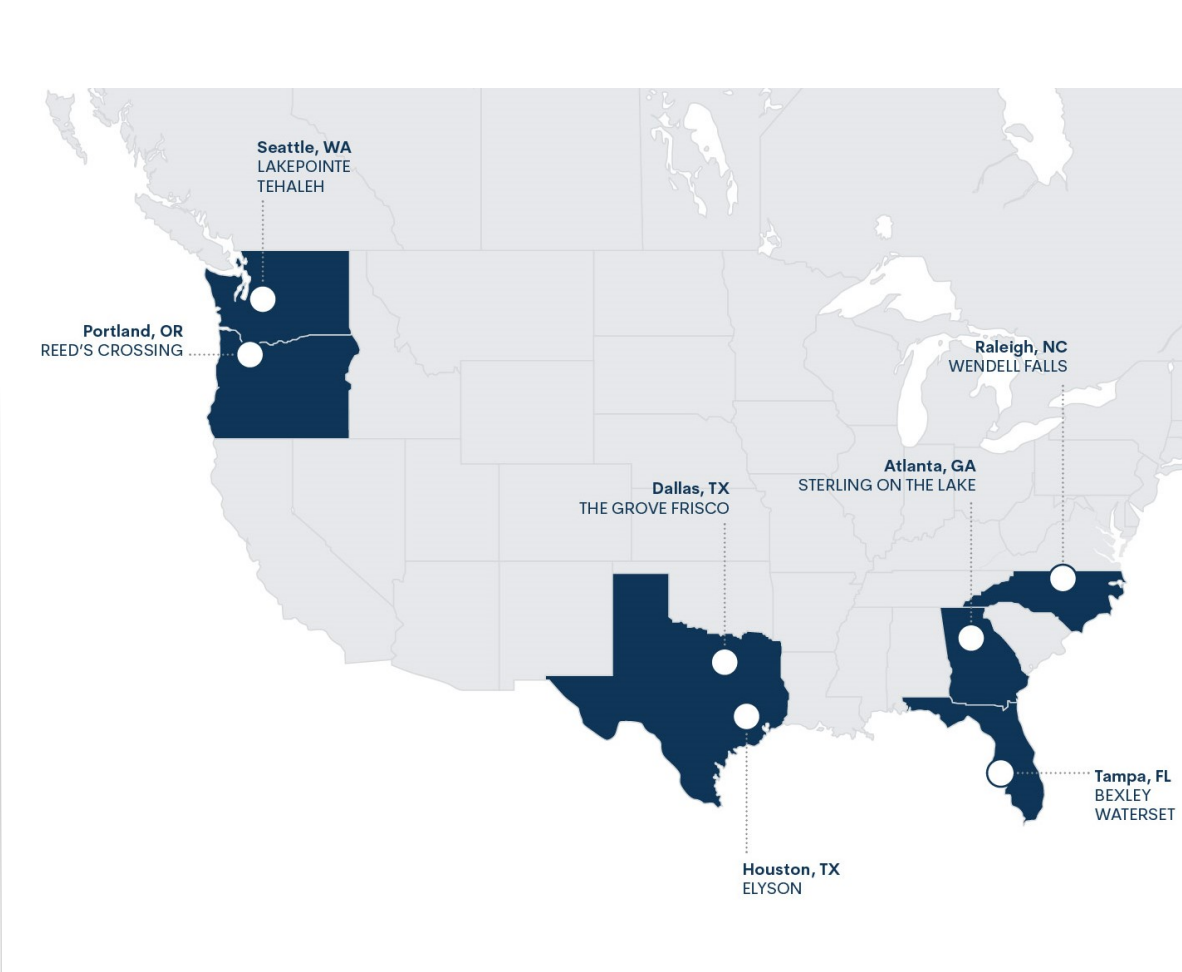 Seattle, WA
LAKEPOINTE
TEHALEH
Portland, OR
REED'S CROSSING
Raleigh, NC
WENDELL FALLS
Atlanta, GA
STERLING ON THE LAKE
Dallas, TX
THE GROVE FRISCO
Tampa, FL
BEXLEY
WATERSET
Houston, TX
ELYSON